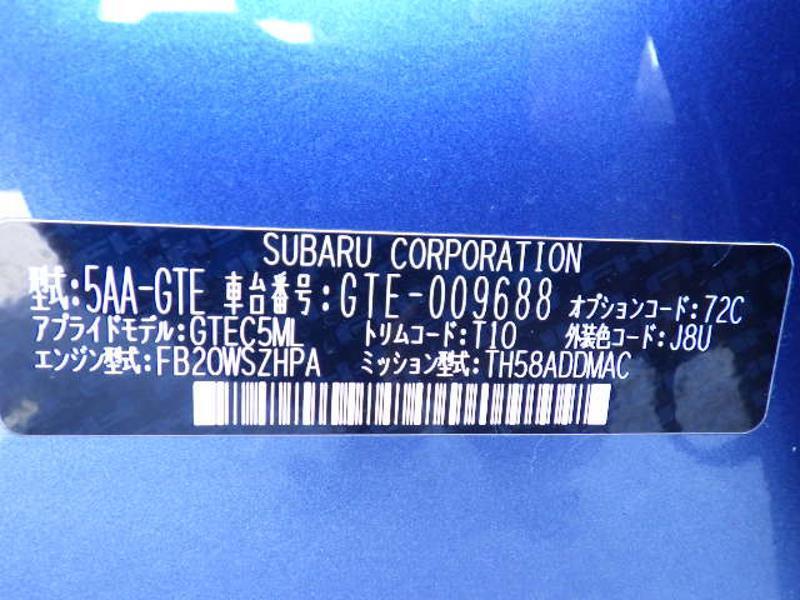 SUBARU CORPORATION
型式:5AA-GTE 車台番号:GTE-009688 オプションコード:72C
アプライドモデル:GTEC5ML トリムコード:T10 外装色コード:J8U
エンジン型式:FB20WSZHPA ミッション型式:TH58ADDMAC